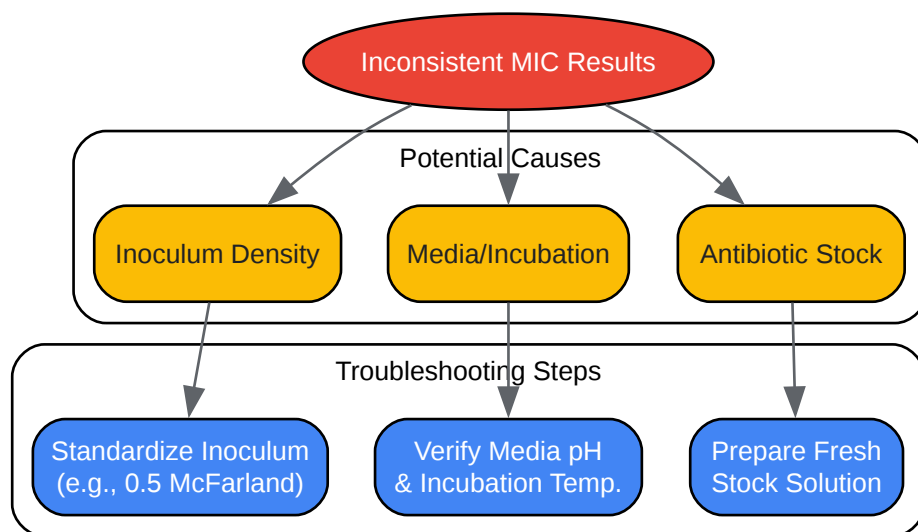 Inconsistent MIC Results
Potential Causes
Inoculum Density
Media/Incubation
Antibiotic Stock
Troubleshooting Steps
Standardize Inoculum
(e.g., 0.5 McFarland)
Verify Media pH
& Incubation Temp.
Prepare Fresh
Stock Solution